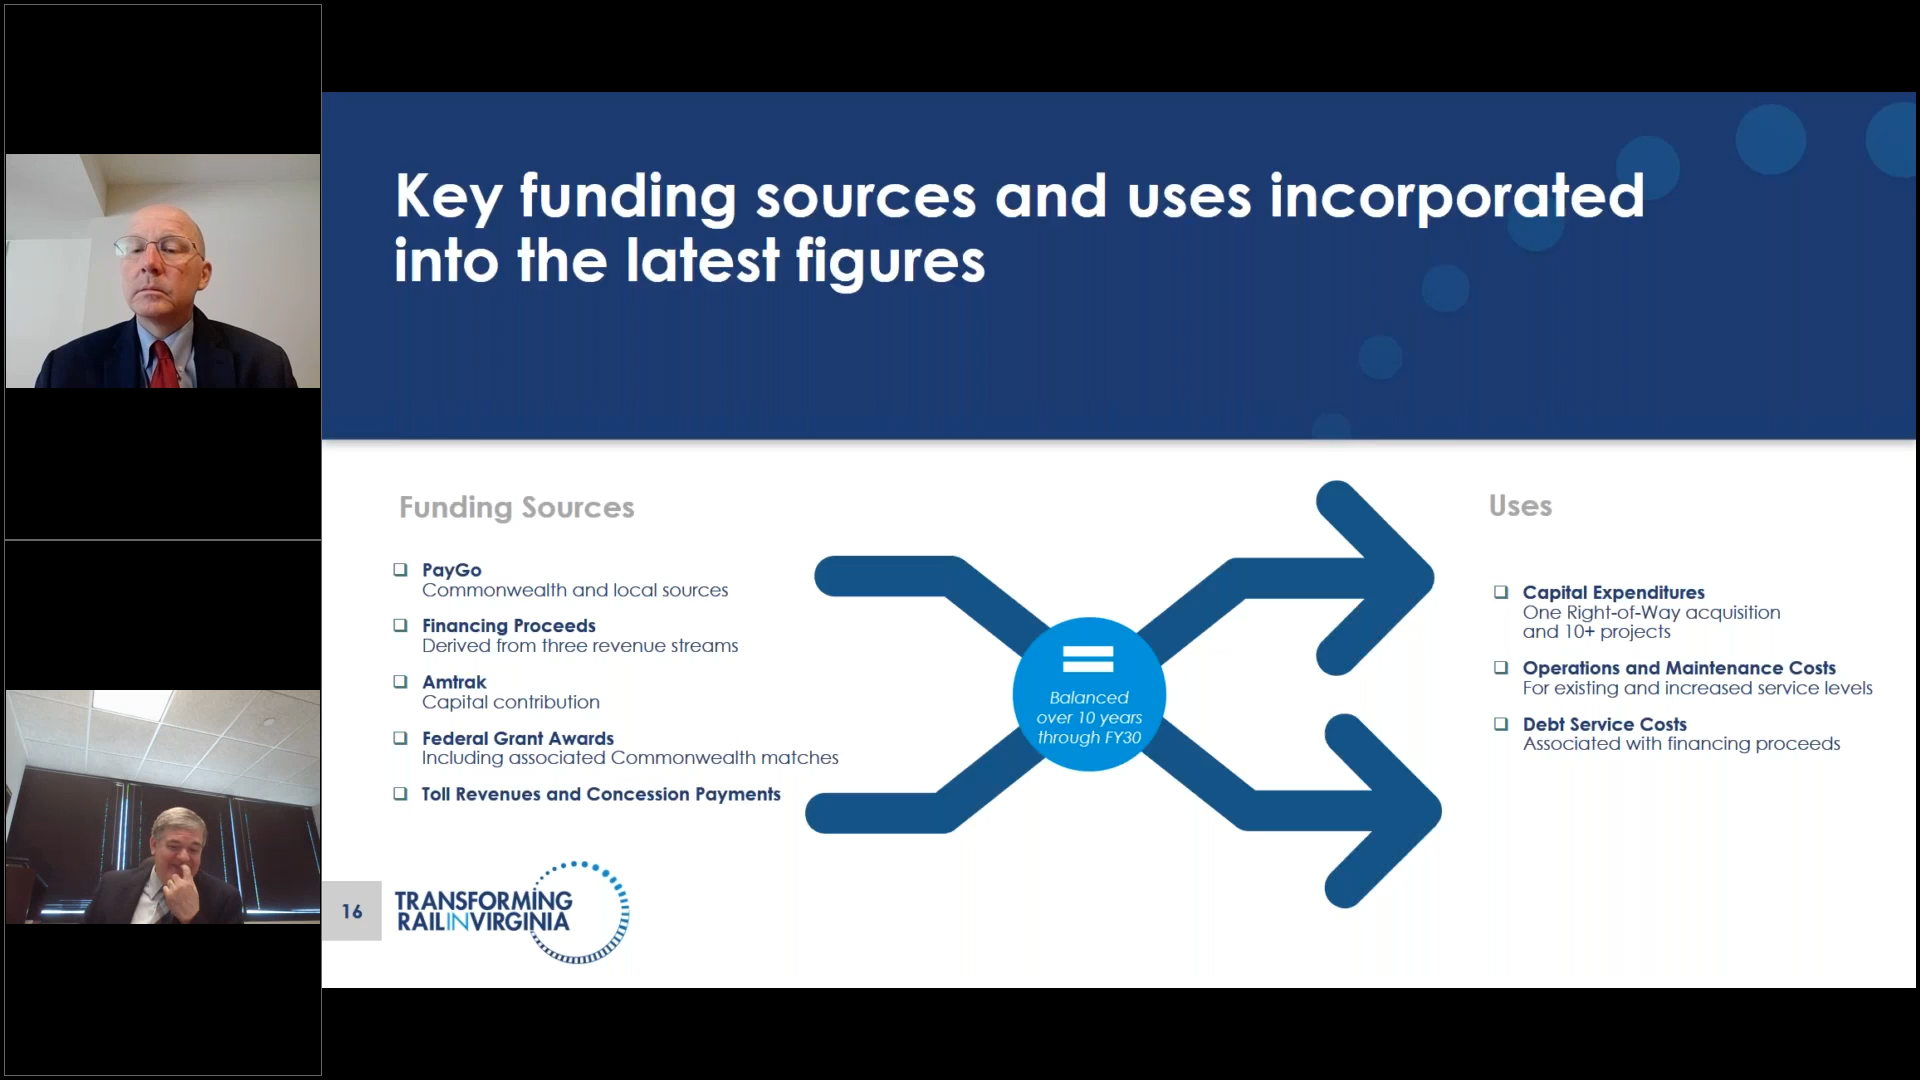 Key funding sources and uses incorporated
into the latest figures
Funding Sources
PayGo
Commonwealth and local sources
Financing Proceeds
Derived from three revenue streams
Amtrak
Capital contribution
Federal Grant Awards
Including associated Commonwealth matches
Toll Revenues and Concession Payments
=
Balanced
over 10 years
through FY30
Uses
Capital Expenditures
One Right-of-Way acquisition
and 10+ projects
Operations and Maintenance Costs
For existing and increased service levels
Debt Service Costs
Associated with financing proceeds
16
TRANSFORMING
RAILINVIRGINIA